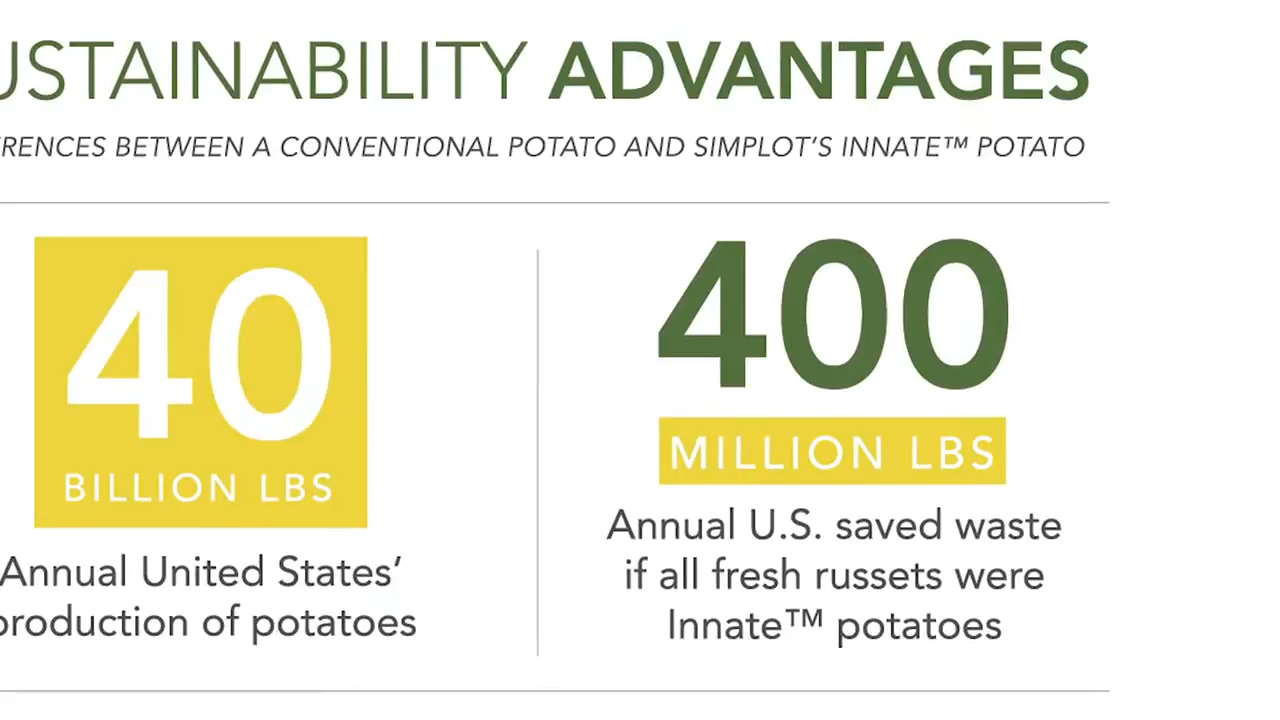 USTAINABILITY ADVANTAGES
RENCES BETWEEN A CONVENTIONAL POTATO AND SIMPLOT'S INNATE™ POTATO
40
BILLION LBS
Annual United States'
production of potatoes
400
MILLION LBS
Annual U.S. saved waste
if all fresh russets were
Innate™ potatoes